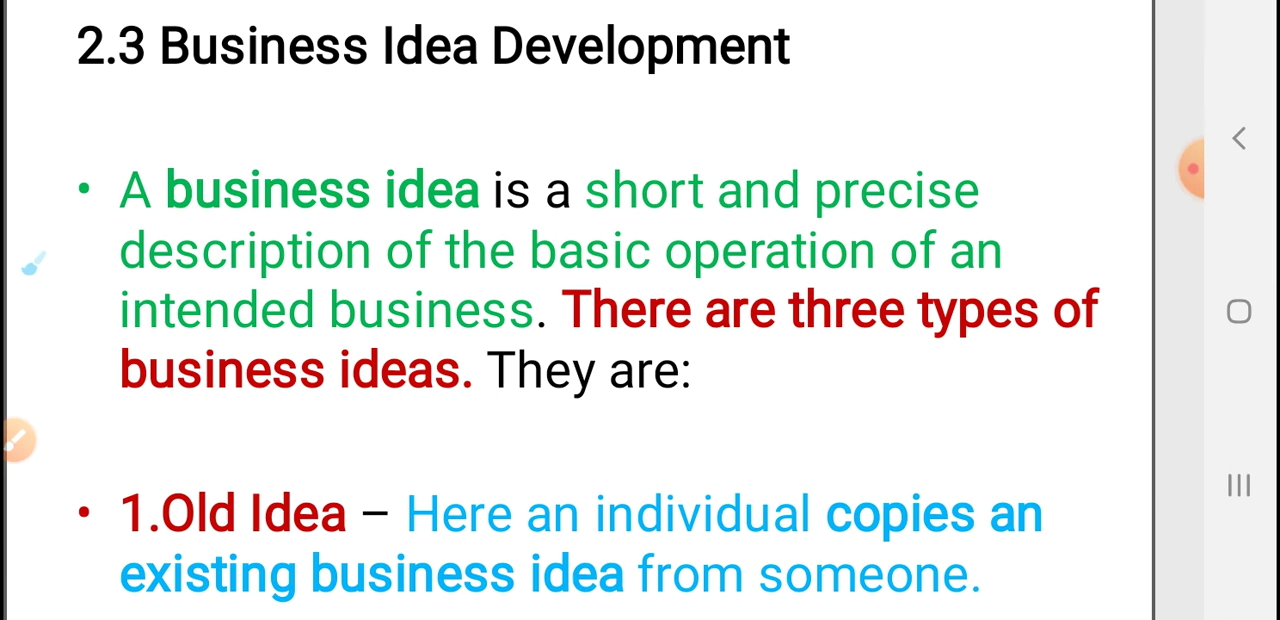 2.3 Business Idea Development
• A business idea is a short and precise
description of the basic operation of an
intended business. There are three types of
business ideas. They are:
• 1.Old Idea – Here an individual copies an
existing business idea from someone.